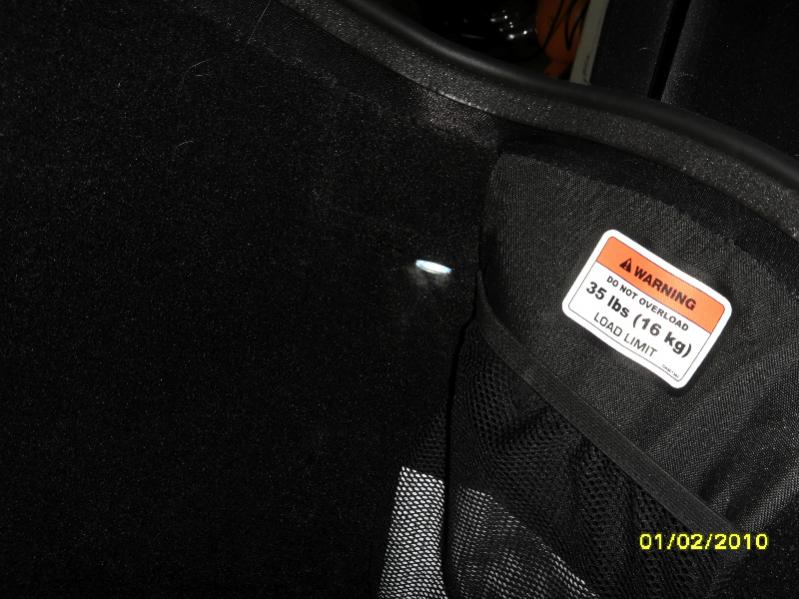 WARNING
DO NOT OVERLOAD
35 lbs (16 kg)
LOAD LIMIT
01/02/2010